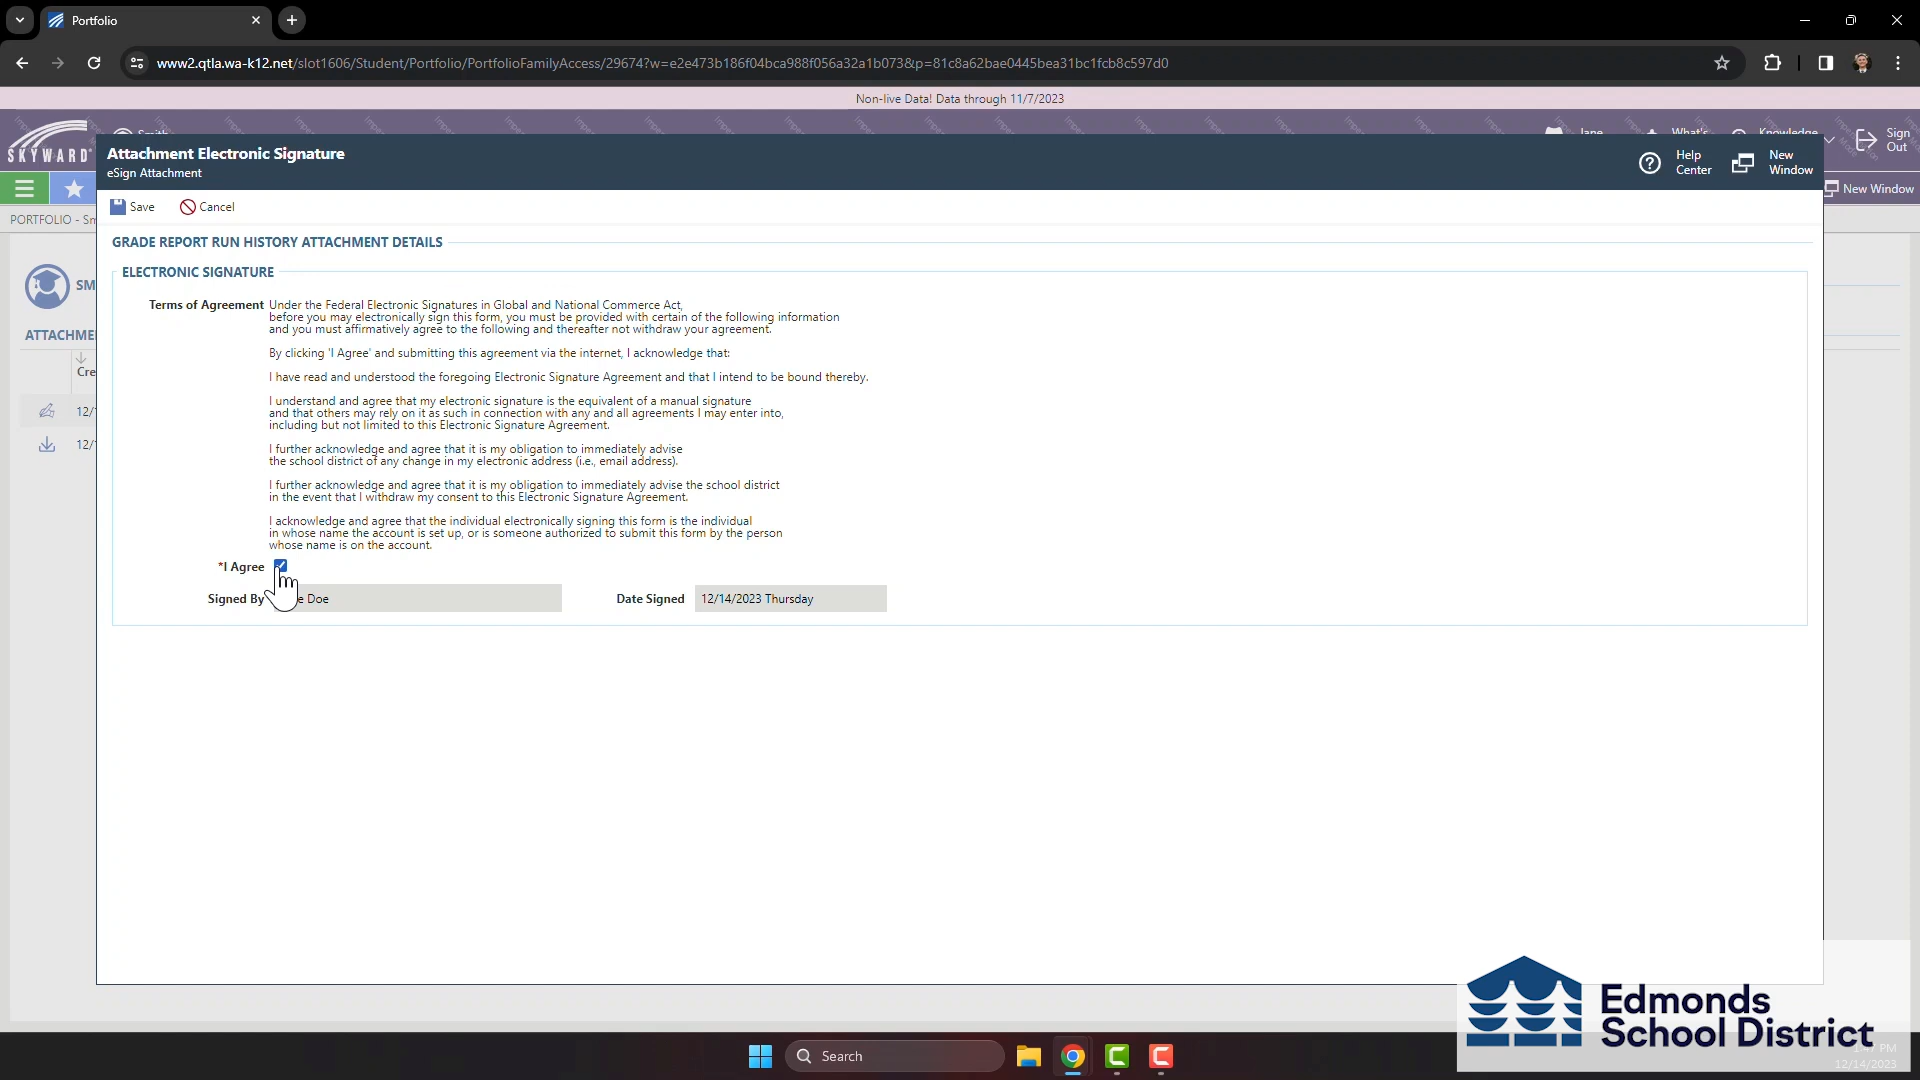 Portfolio
www2.qtla.wa-k12.net/slot1606/Student/Portfolio/PortfolioFamilyAccess/29674?w=e2e473b186f04bca988f056a32a1b073&p=81c8a62bae0445bea31bc1fcb8c597d0
Non-live Data! Data through 11/7/2023
SKYWARD
Smith
Jane
What's
Knowledge
Sign Out
Attachment Electronic Signature
eSign Attachment
Help Center
New Window
New Window
Save
Cancel
PORTFOLIO - Sm
GRADE REPORT RUN HISTORY ATTACHMENT DETAILS
ELECTRONIC SIGNATURE
SM
ATTACHME
Cre
12/
12/
Terms of Agreement
Under the Federal Electronic Signatures in Global and National Commerce Act,
before you may electronically sign this form, you must be provided with certain of the following information
and you must affirmatively agree to the following and thereafter not withdraw your agreement.
By clicking 'I Agree' and submitting this agreement via the internet, I acknowledge that:
I have read and understood the foregoing Electronic Signature Agreement and that I intend to be bound thereby.
I understand and agree that my electronic signature is the equivalent of a manual signature
and that others may rely on it as such in connection with any and all agreements I may enter into,
including but not limited to this Electronic Signature Agreement.
I further acknowledge and agree that it is my obligation to immediately advise
the school district of any change in my electronic address (i.e., email address).
I further acknowledge and agree that it is my obligation to immediately advise the school district
in the event that I withdraw my consent to this Electronic Signature Agreement.
I acknowledge and agree that the individual electronically signing this form is the individual
in whose name the account is set up, or is someone authorized to submit this form by the person
whose name is on the account.
*I Agree
Signed By
e Doe
Date Signed
12/14/2023 Thursday
Edmonds
School District
Search
PM
12/14/2023